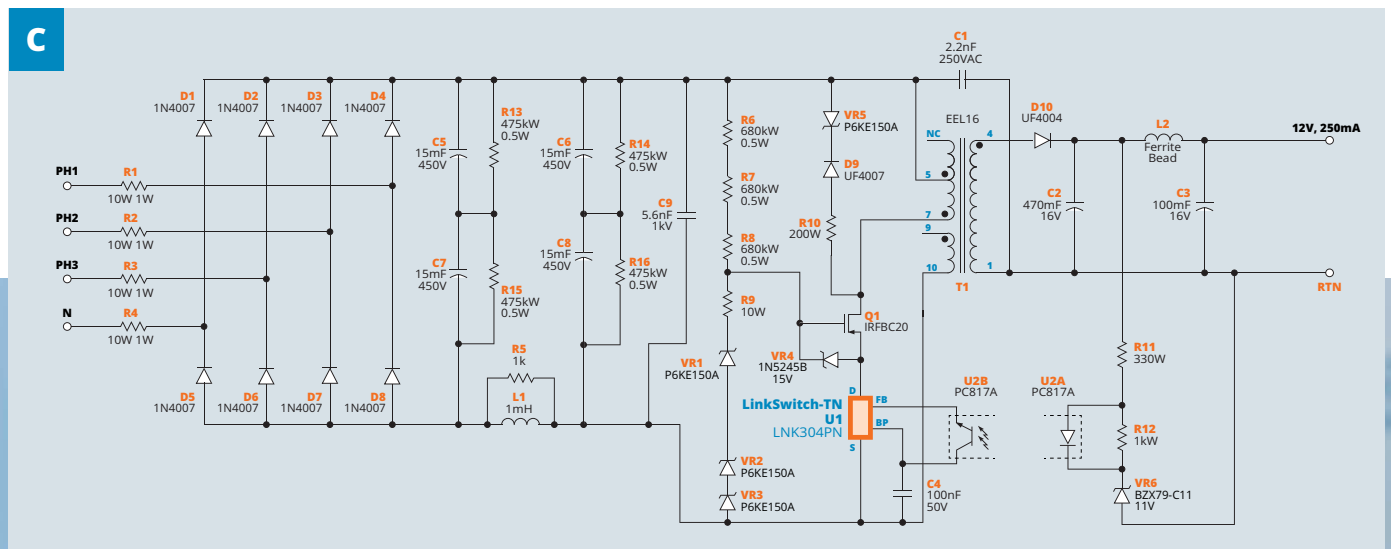 C
C1
2.2nF
250VAC
D1
1N4007
D2
1N4007
D3
1N4007
D4
1N4007
R13
475kW
0.5W
C5
15mF
450V
C6
15mF
450V
R14
475kW
0.5W
R6
680kW
0.5W
VR5
P6KE150A
EEL16
D10
UF4004
L2
Ferrite
Bead
12V, 250mA
NC
4
PH1
R1
10W 1W
R7
680kW
0.5W
D9
UF4007
5
PH2
R2
10W 1W
C9
5.6nF
1kV
R10
200W
7
9
C2
470mF
16V
C3
100mF
16V
PH3
R3
10W 1W
C7
15mF
450V
R15
475kW
0.5W
C8
15mF
450V
R16
475kW
0.5W
R8
680kW
0.5W
10
1
T1
RTN
N
R4
10W 1W
R9
10W
Q1
IRFBC20
R5
1k
L1
1mH
VR1
P6KE150A
VR4
1N5245B
15V
R11
330W
D5
1N4007
D6
1N4007
D7
1N4007
D8
1N4007
D
FB
BP
S
LinkSwitch-TN
U1
LNK304PN
U2B
PC817A
U2A
PC817A
R12
1kW
VR2
P6KE150A
VR3
P6KE150A
C4
100nF
50V
VR6
BZX79-C11
11V